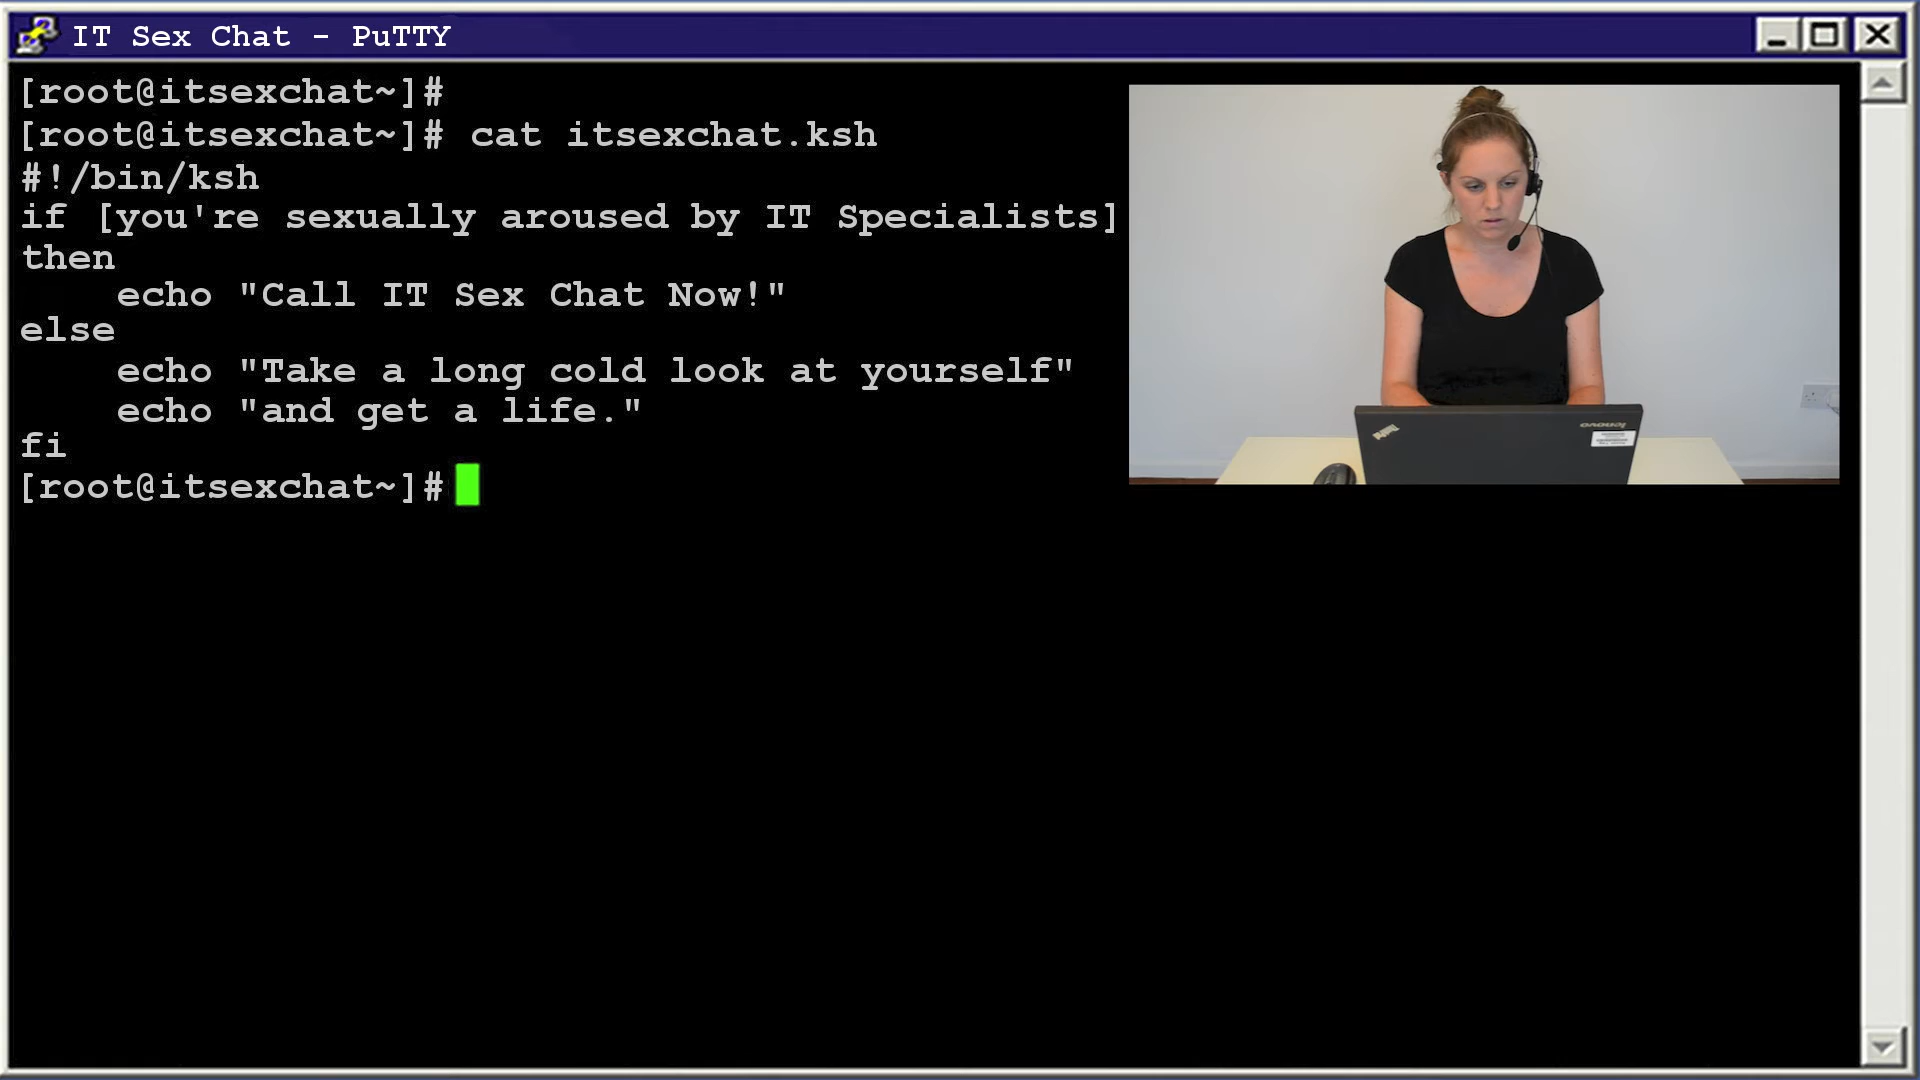 IT Sex Chat - PuTTY
[root@itsexchat~]#
[root@itsexchat~]# cat itsexchat.ksh
#!/bin/ksh
if [you're sexually aroused by IT Specialists]
then
echo "Call IT Sex Chat Now!"
else
echo "Take a long cold look at yourself"
echo "and get a life."
fi
[root@itsexchat~]#
lenovo